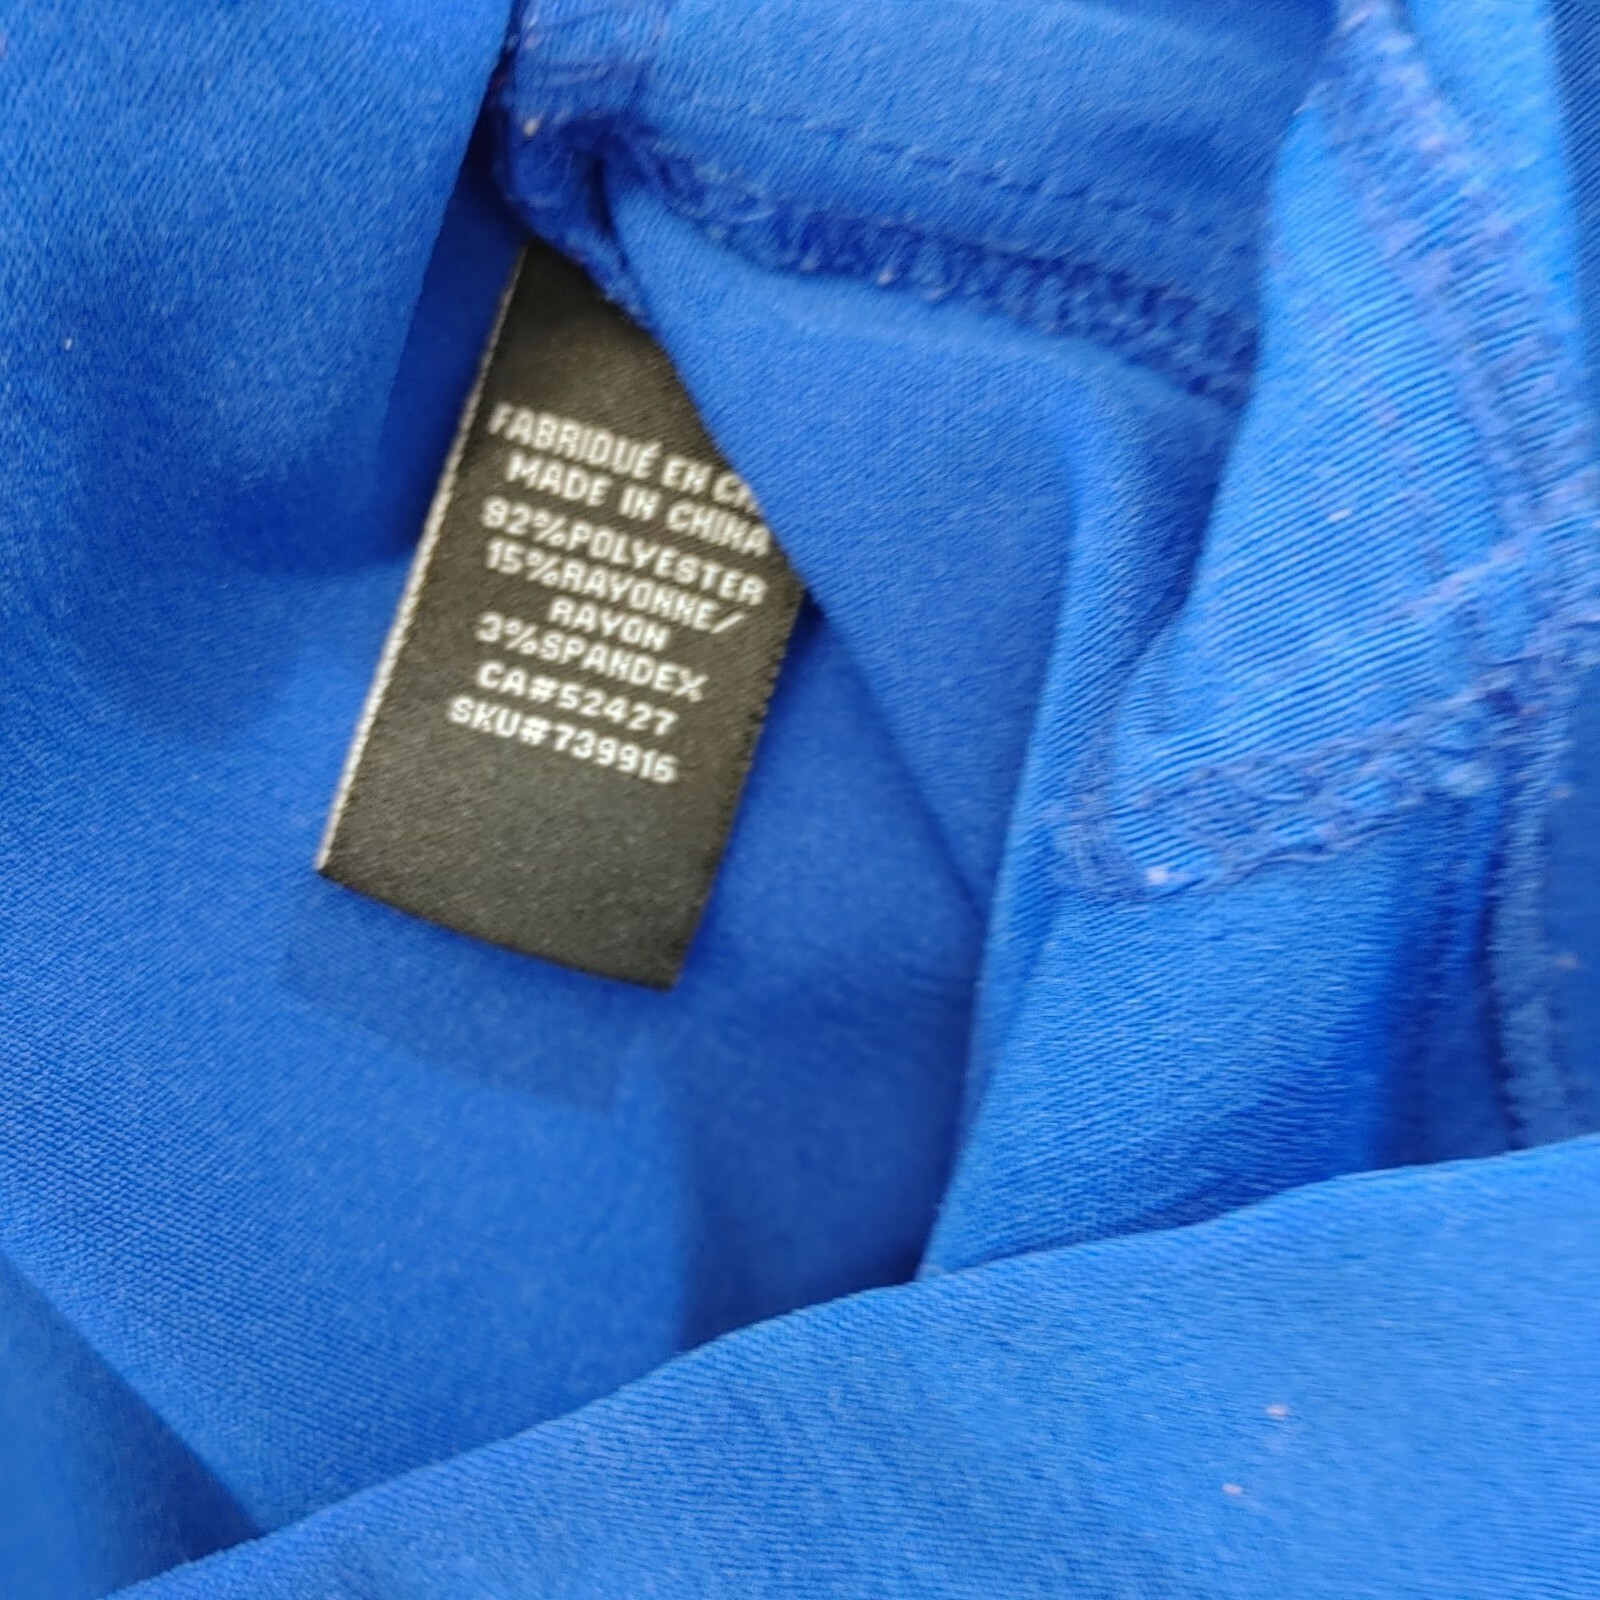 FABRIQUÉ EN
MADE IN CHINA
82%POLYESTER
15%RAYONNE/
RAYON
3%SPANDEX
CA#52427
SKU#739916